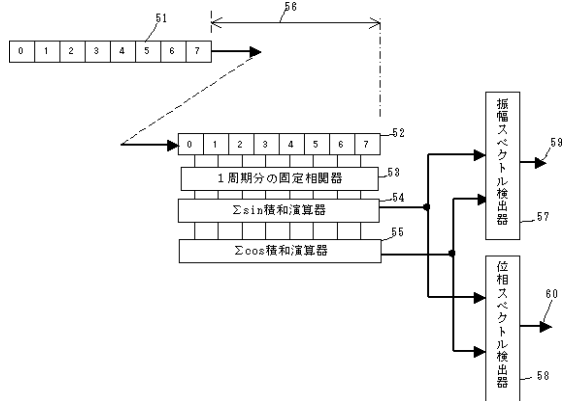 51
56
0 1 2 3 4 5 6 7
0 1 2 3 4 5 6 7
52
１周期分の固定相関器
53
Σsin積和演算器
54
Σcos積和演算器
55
振幅スペクトル検出器
57
59
位相スペクトル検出器
58
60